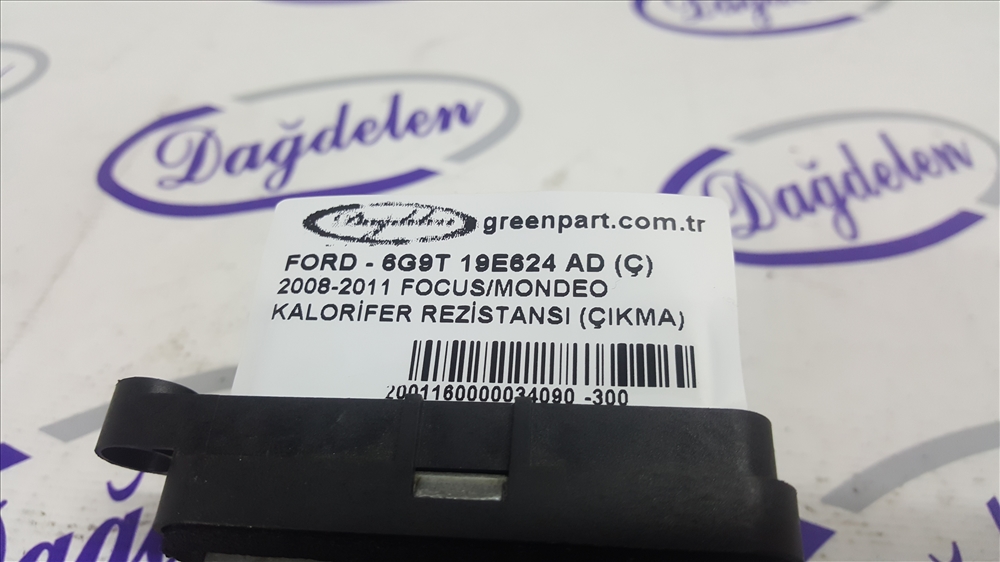 Dağdelen
Dağdelen
Dağdelen greenpart.com.tr
FORD - 6G9T 19E624 AD (Ç)
2008-2011 FOCUS/MONDEO
KALORİFER REZİSTANSI (ÇIKMA)
2001160000034090 -300